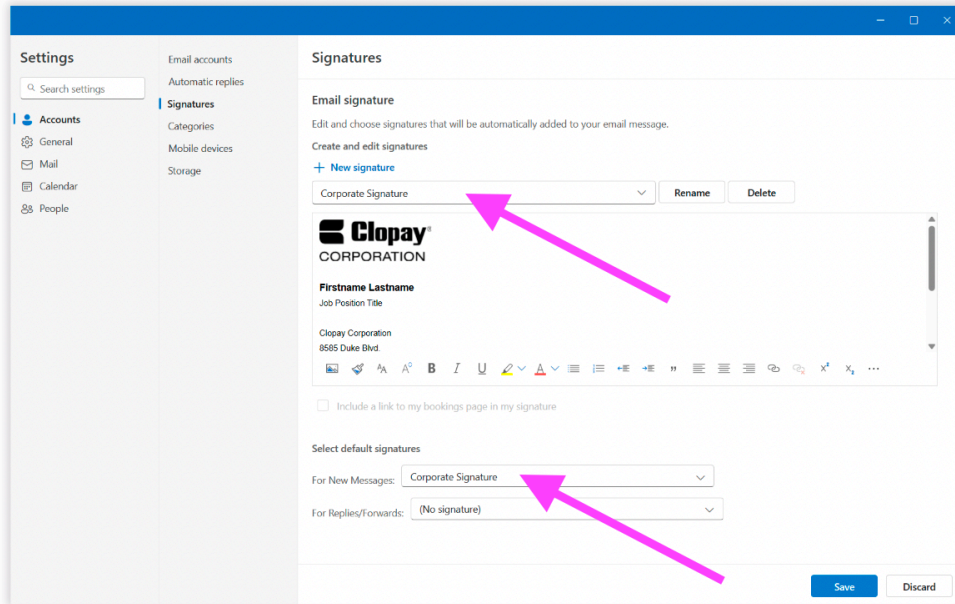 Settings
Search settings
Accounts
General
Mail
Calendar
People
Email accounts
Automatic replies
Signatures
Categories
Mobile devices
Storage
Signatures
Email signature
Edit and choose signatures that will be automatically added to your email message.
Create and edit signatures
+ New signature
Corporate Signature
Rename
Delete
Clopay®
CORPORATION
Firstname Lastname
Job Position Title
Clopay Corporation
8585 Duke Blvd.
Include a link to my bookings page in my signature
Select default signatures
For New Messages: Corporate Signature
For Replies/Forwards: (No signature)
Save
Discard